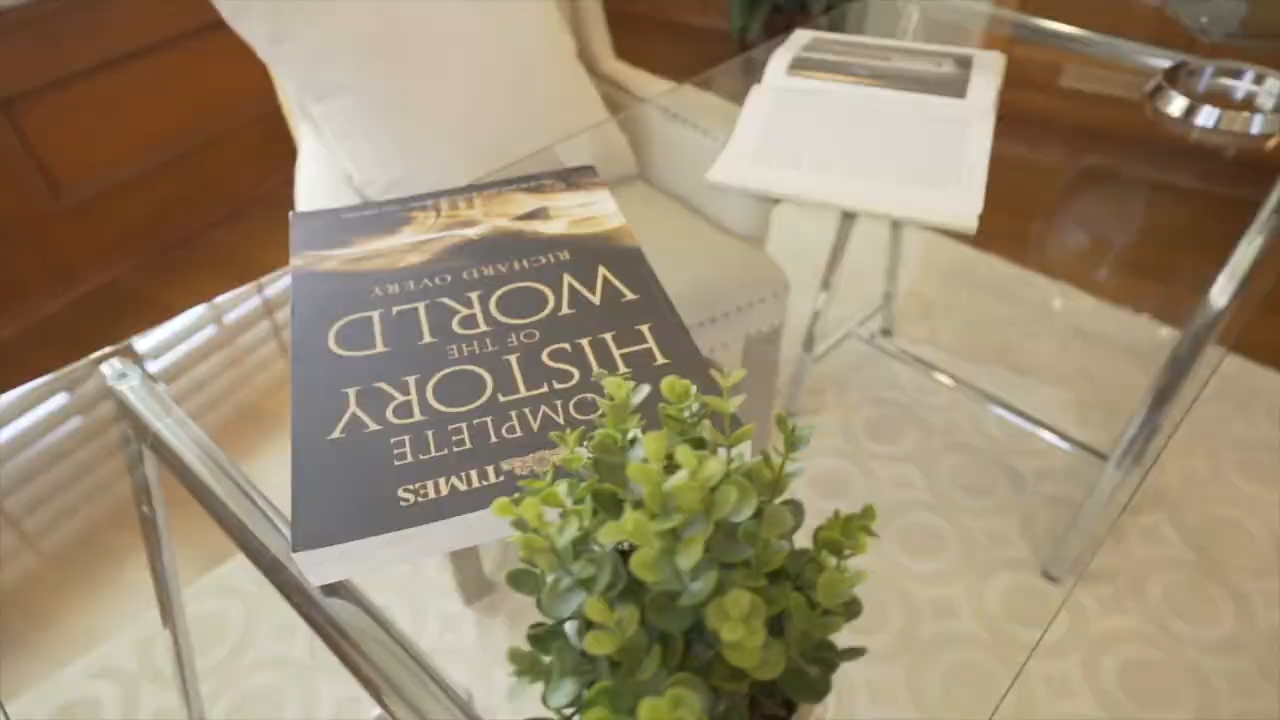 TIMES
COMPLETE
HISTORY
OF THE
WORLD
RICHARD OVERY